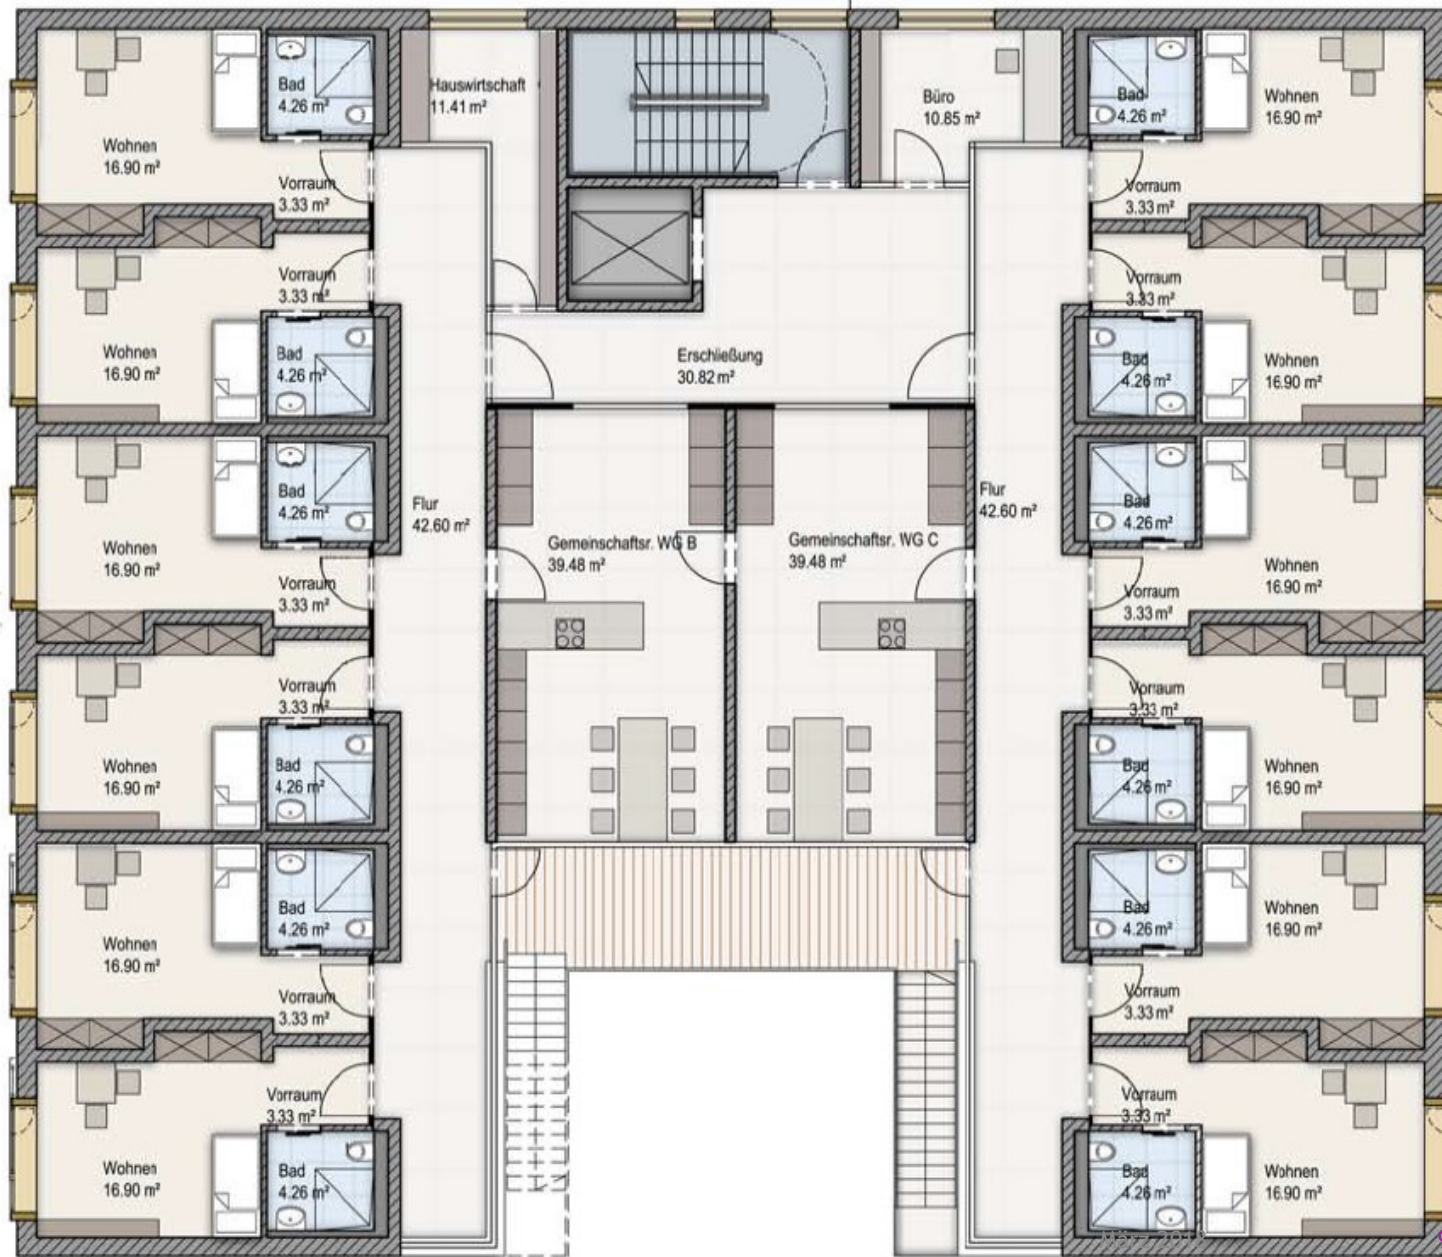 Bad
4.26 m²
Wohnen
16.90 m²
Vorraum
3.33 m²
Hauswirtschaft
11.41 m²
Büro
10.85 m²
Bad
4.26 m²
Wohnen
16.90 m²
Vorraum
3.33 m²
Vorraum
3.33 m²
Wohnen
16.90 m²
Bad
4.26 m²
Erschließung
30.82 m²
Vorraum
3.33 m²
Bad
4.26 m²
Wohnen
16.90 m²
Bad
4.26 m²
Wohnen
16.90 m²
Vorraum
3.33 m²
Flur
42.60 m²
Gemeinschaftsr. WG B
39.48 m²
Gemeinschaftsr. WG C
39.48 m²
Flur
42.60 m²
Bad
4.26 m²
Wohnen
16.90 m²
Vorraum
3.33 m²
Vorraum
3.33 m²
Wohnen
16.90 m²
Bad
4.26 m²
Vorraum
3.33 m²
Bad
4.26 m²
Wohnen
16.90 m²
Bad
4.26 m²
Wohnen
16.90 m²
Vorraum
3.33 m²
Bad
4.26 m²
Wohnen
16.90 m²
Vorraum
3.33 m²
Vorraum
3.33 m²
Wohnen
16.90 m²
Bad
4.26 m²
Vorraum
3.33 m²
Bad
4.26 m²
Wohnen
16.90 m²
März